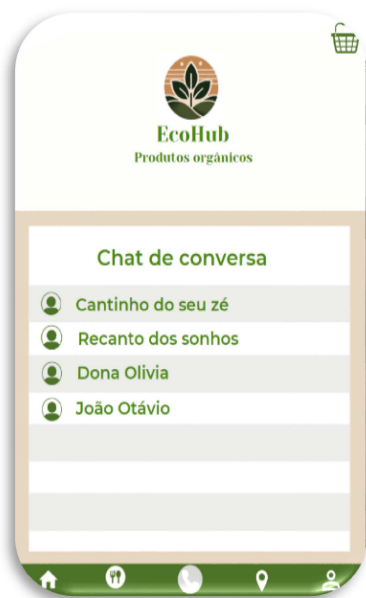 EcoHub
Produtos orgânicos
Chat de conversa
Cantinho do seu zé
Recanto dos sonhos
Dona Olivia
João Otávio